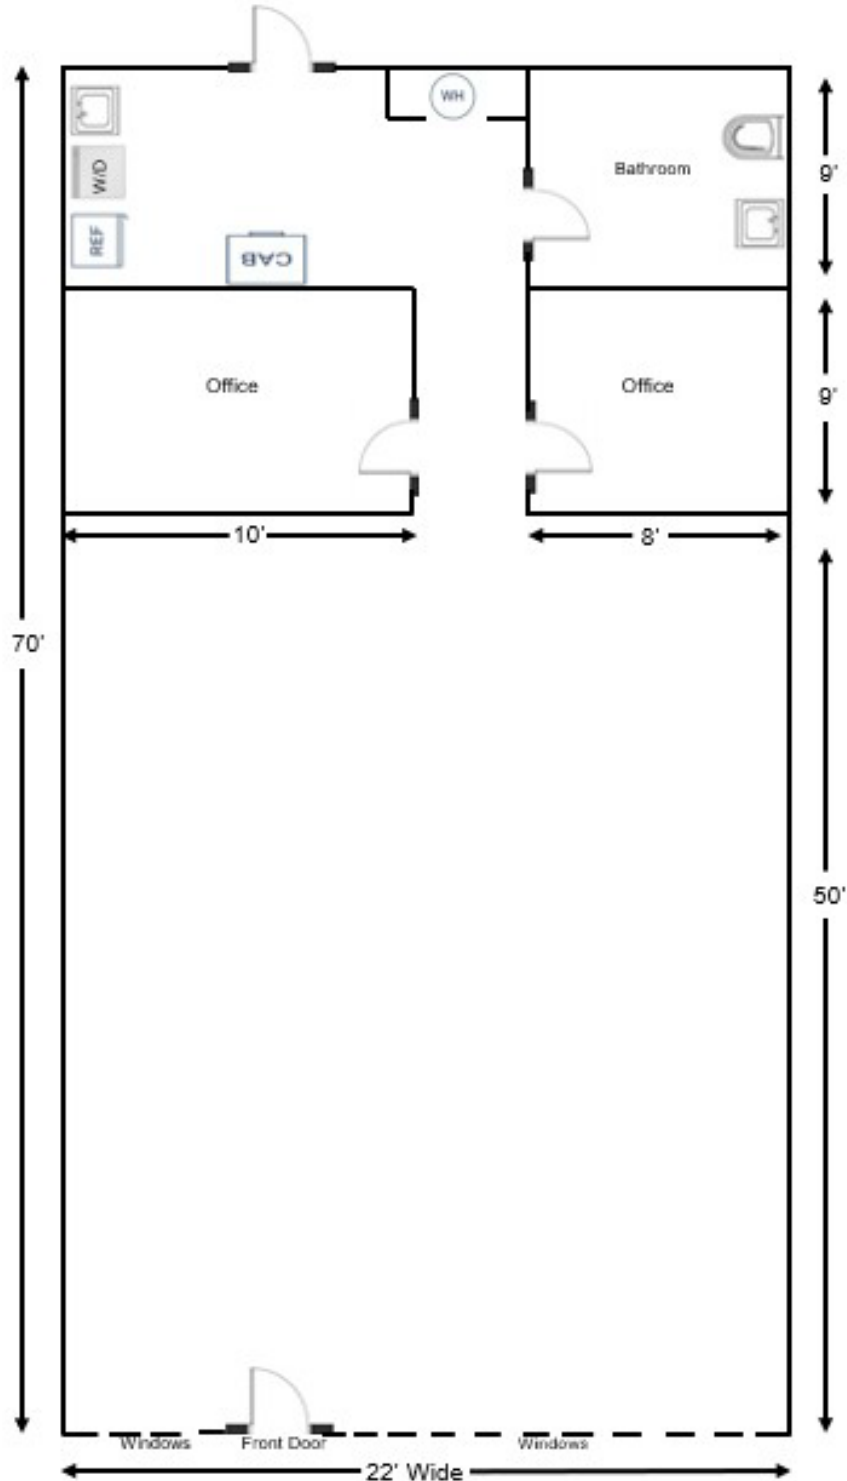 WH
W/D
Bathroom
9'
REF
CAB
Office
Office
9'
10'
8'
70'
50'
Windows
Front Door
Windows
22' Wide